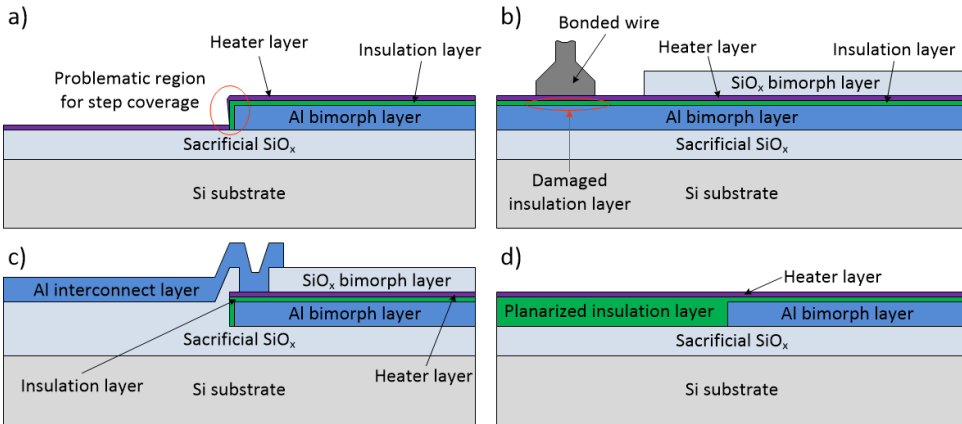 a)
Heater layer
Insulation layer
Problematic region
for step coverage
Al bimorph layer
Sacrificial SiOx
Si substrate
b)
Bonded wire
Heater layer
Insulation layer
SiOx bimorph layer
Al bimorph layer
Sacrificial SiOx
Si substrate
Damaged
insulation layer
c)
Al interconnect layer
SiOx bimorph layer
Al bimorph layer
Sacrificial SiOx
Insulation layer
Si substrate
Heater layer
d)
Heater layer
Planarized insulation layer
Al bimorph layer
Sacrificial SiOx
Si substrate